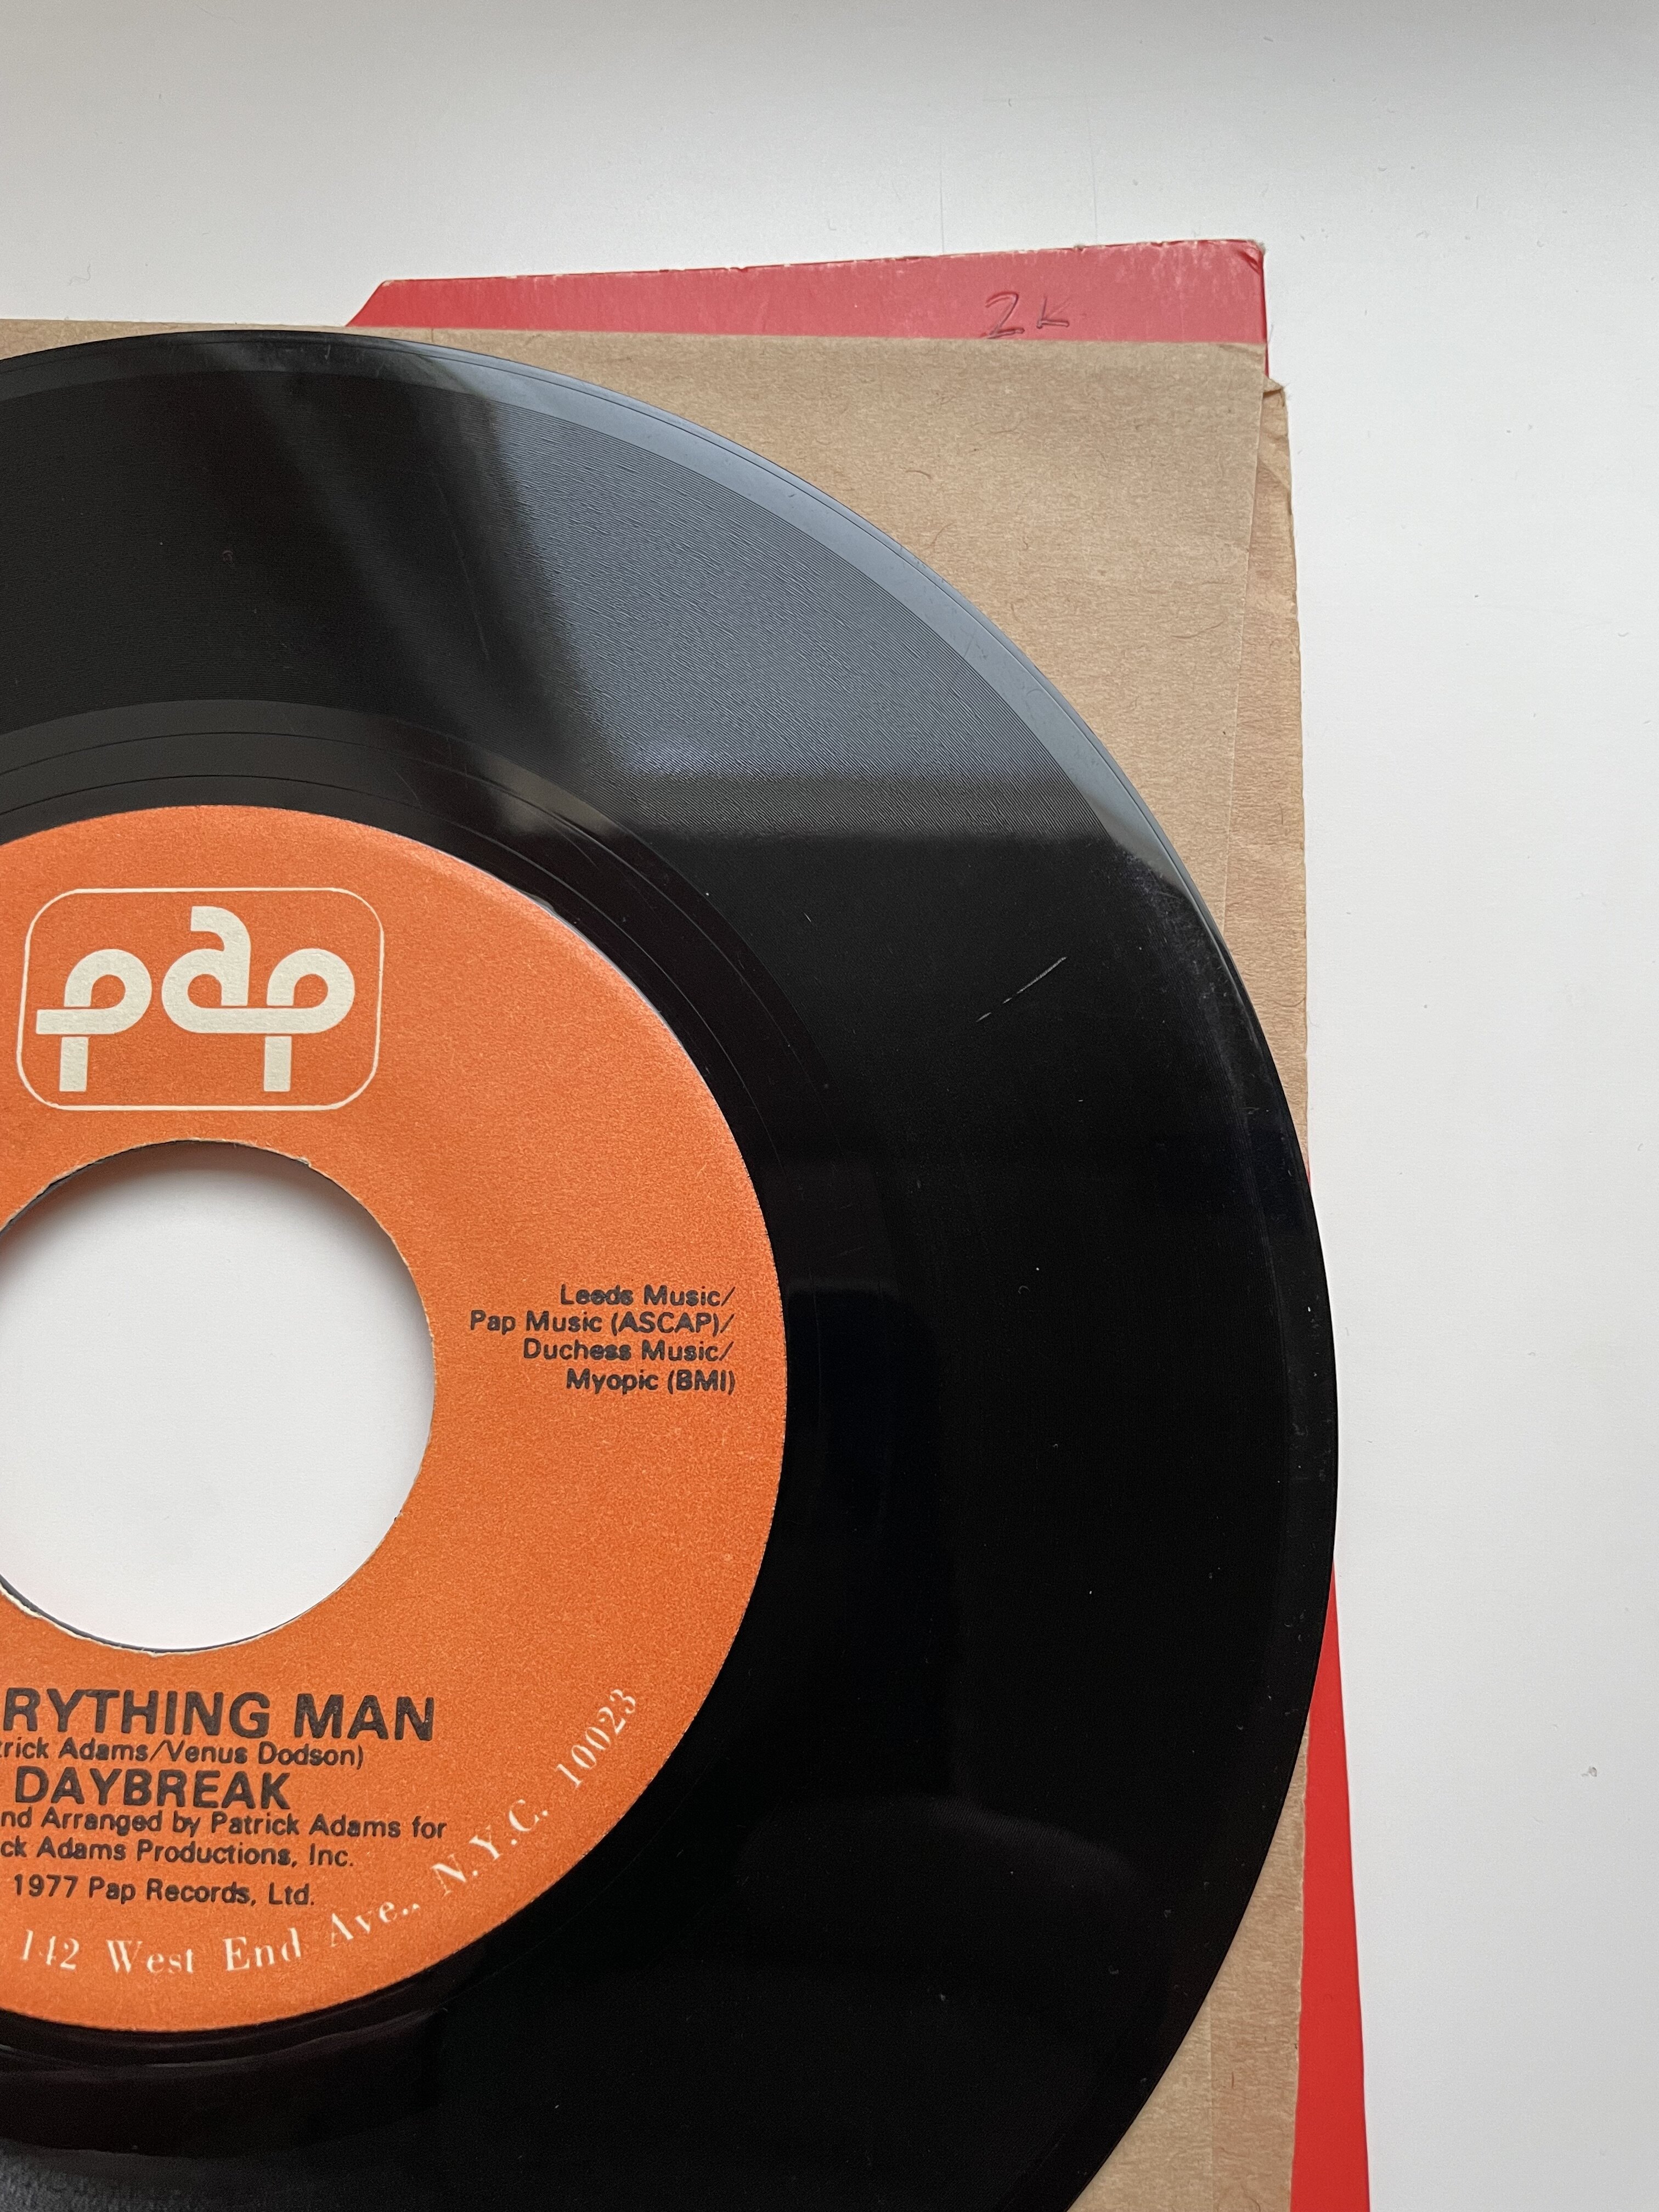 2K
pap
Leeds Music/
Pap Music (ASCAP)/
Duchess Music/
Myopic (BMI)
RYTHING MAN
trick Adams/Venus Dodson)
DAYBREAK
nd Arranged by Patrick Adams for
ck Adams Productions, Inc.
1977 Pap Records, Ltd.
142 West End Ave., N.Y.C. 10023